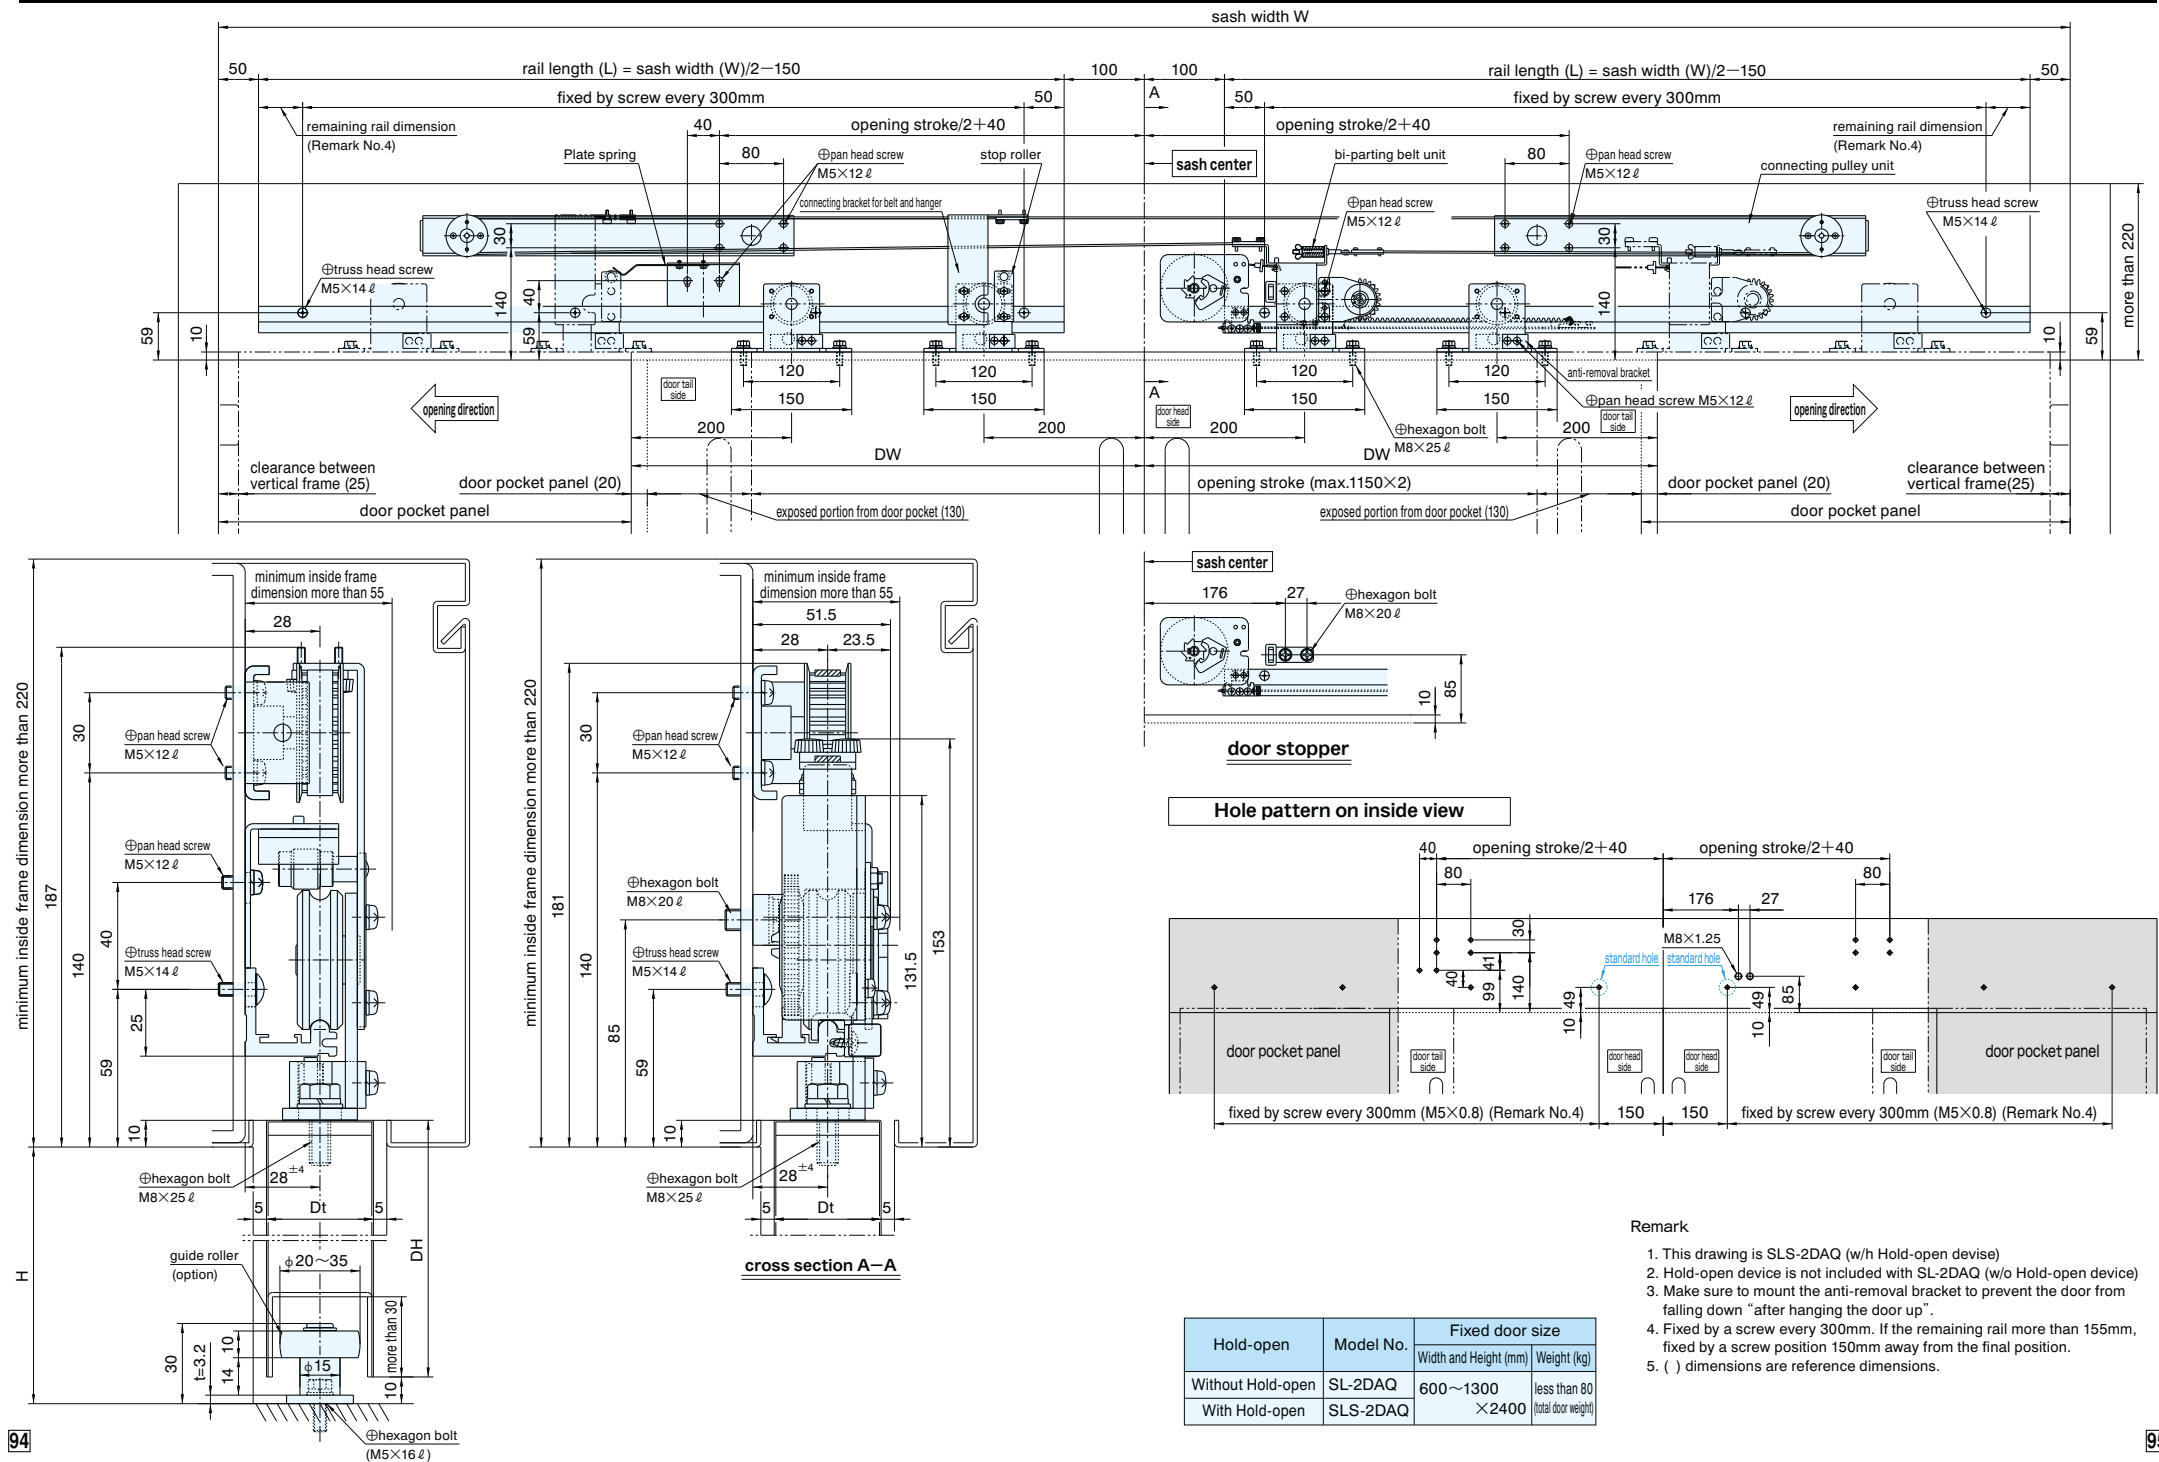 sash width W
50
rail length (L) = sash width (W)/2−150
100
100
rail length (L) = sash width (W)/2−150
50
fixed by screw every 300mm
50
A
50
fixed by screw every 300mm
remaining rail dimension
(Remark No.4)
40
opening stroke/2+40
opening stroke/2+40
remaining rail dimension
(Remark No.4)
Plate spring
80
⊕pan head screw
M5×12ℓ
stop roller
sash center
bi-parting belt unit
80
⊕pan head screw
M5×12ℓ
connecting pulley unit
connecting bracket for belt and hanger
⊕pan head screw
M5×12ℓ
⊕truss head screw
M5×14ℓ
30
30
more than 220
⊕truss head screw
M5×14ℓ
59
10
140
40
59
140
10
59
120
120
120
120
anti-removal bracket
door tail
side
150
150
A
150
150
⊕pan head screw M5×12ℓ
opening direction
door head
side
door tail
side
opening direction
200
200
200
⊕hexagon bolt
M8×25ℓ
200
DW
DW
clearance between
vertical frame (25)
door pocket panel (20)
opening stroke (max.1150×2)
door pocket panel (20)
clearance between
vertical frame(25)
door pocket panel
exposed portion from door pocket (130)
exposed portion from door pocket (130)
door pocket panel
minimum inside frame
dimension more than 55
28
minimum inside frame dimension more than 220
187
30
⊕pan head screw
M5×12ℓ
140
⊕pan head screw
M5×12ℓ
40
⊕truss head screw
M5×14ℓ
25
59
10
⊕hexagon bolt
M8×25ℓ
28±4
5
Dt
5
DH
H
guide roller
(option)
φ20～35
more than 30
30
t=3.2
10
14
φ15
10
⊕hexagon bolt
(M5×16ℓ)
minimum inside frame
dimension more than 55
51.5
28
23.5
minimum inside frame dimension more than 220
181
30
⊕pan head screw
M5×12ℓ
140
⊕hexagon bolt
M8×20ℓ
⊕truss head screw
M5×14ℓ
85
59
131.5
153
10
⊕hexagon bolt
M8×25ℓ
28±4
5
Dt
5
cross section A−A
sash center
176
27
⊕hexagon bolt
M8×20ℓ
10
85
door stopper
Hole pattern on inside view
40
opening stroke/2+40
opening stroke/2+40
80
80
176
27
30
M8×1.25
standard hole
standard hole
41
40
99
140
49
10
49
10
85
door pocket panel
door tail
side
door head
side
door head
side
door tail
side
door pocket panel
fixed by screw every 300mm (M5×0.8) (Remark No.4)
150
150
fixed by screw every 300mm (M5×0.8) (Remark No.4)
Remark
1. This drawing is SLS-2DAQ (w/h Hold-open devise)
2. Hold-open device is not included with SL-2DAQ (w/o Hold-open device)
3. Make sure to mount the anti-removal bracket to prevent the door from
falling down “after hanging the door up”.
4. Fixed by a screw every 300mm. If the remaining rail more than 155mm,
fixed by a screw position 150mm away from the final position.
5. ( ) dimensions are reference dimensions.
Hold-open
Model No.
Fixed door size
Width and Height (mm)
Weight (kg)
Without Hold-open
SL-2DAQ
600～1300
×2400
less than 80
(total door weight)
With Hold-open
SLS-2DAQ
94